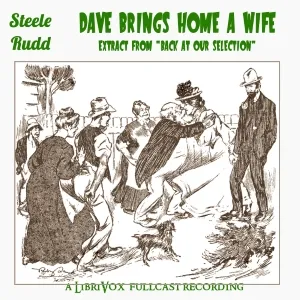 Steele
Rudd
DAVE BRINGS HOME A WIFE
EXTRACT FROM "BACK AT OUR SELECTION"
A LIBRIVOX FULLCAST RECORDING